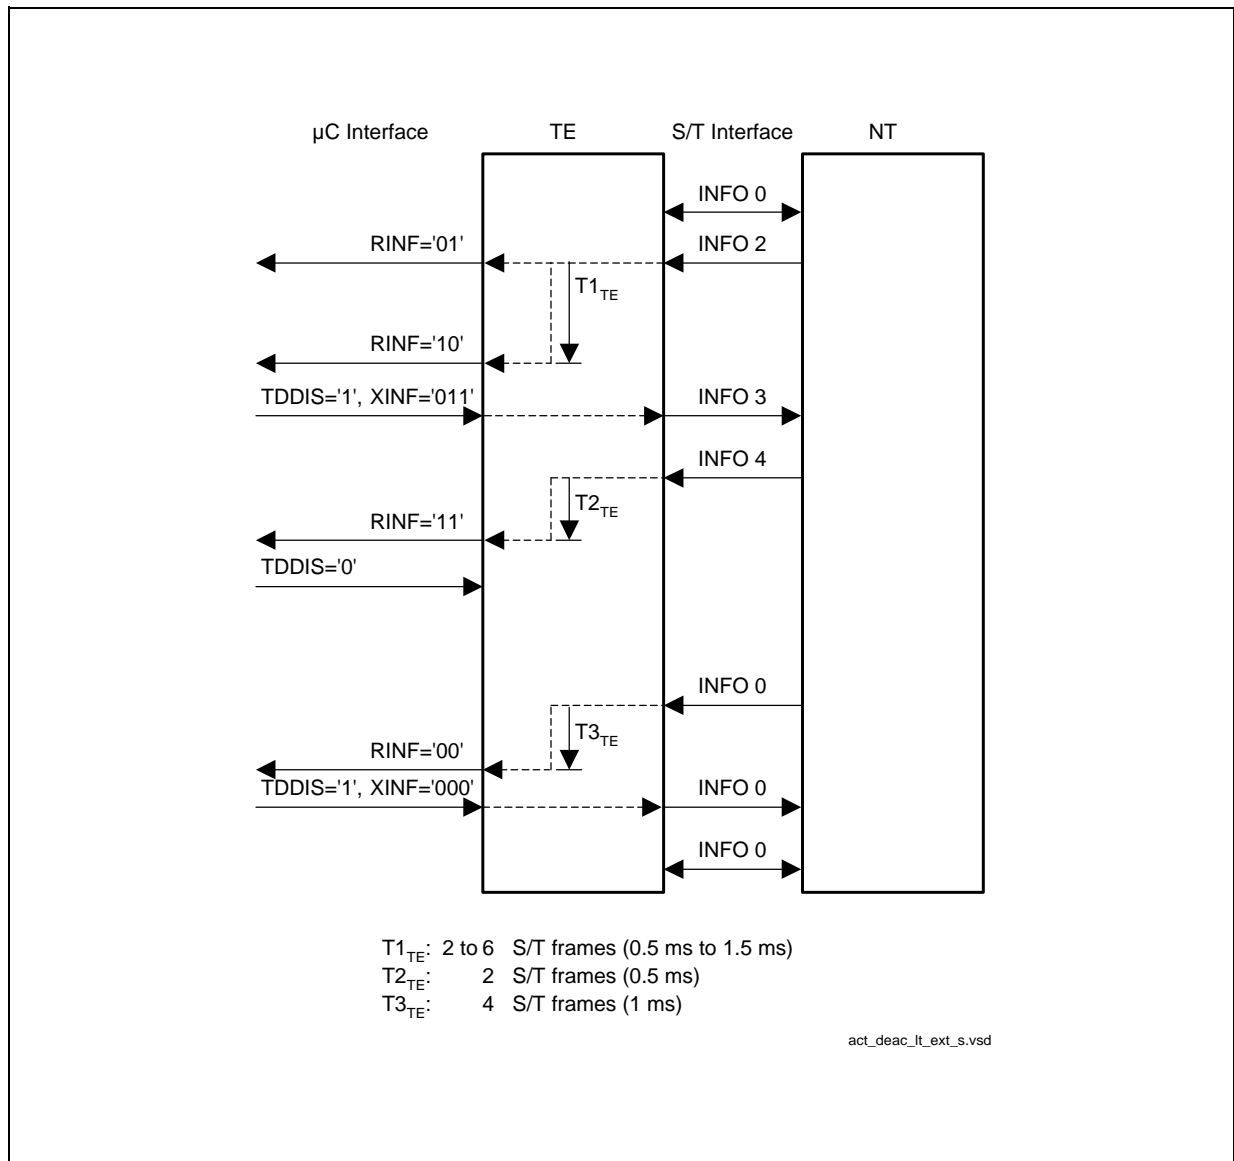 µC Interface TE S/T Interface NT
INFO 0
RINF='01' INFO 2
T1TE
RINF='10'
TDDIS='1', XINF='011' INFO 3
INFO 4
T2TE
RINF='11'
TDDIS='0'
INFO 0
T3TE
RINF='00'
TDDIS='1', XINF='000' INFO 0
INFO 0
T1TE: 2 to 6 S/T frames (0.5 ms to 1.5 ms)
T2TE: 2 S/T frames (0.5 ms)
T3TE: 4 S/T frames (1 ms)
act_deac_lt_ext_s.vsd